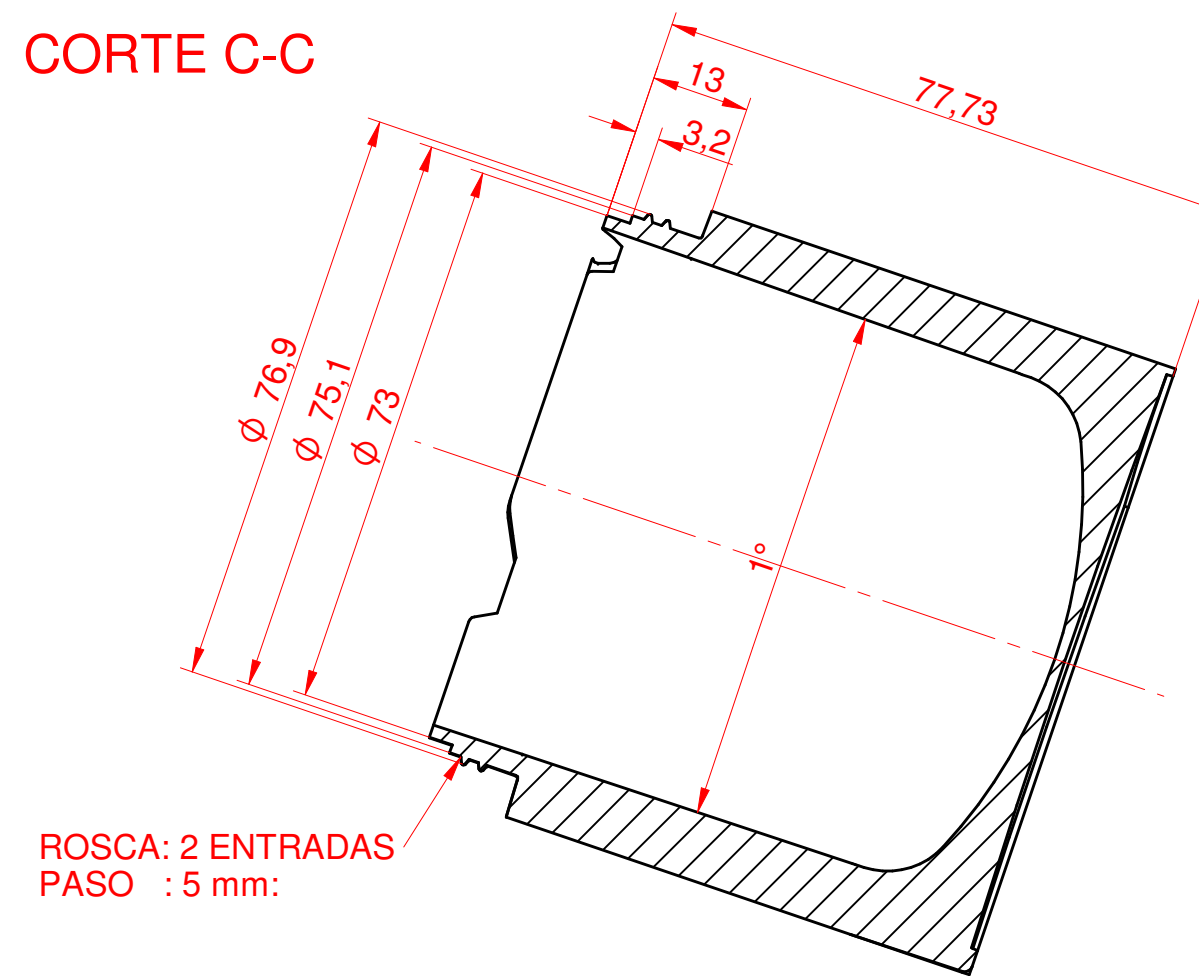 CORTE C-C
77,73
13
3,2
ϕ 76,9
ϕ 75,1
ϕ 73
1°
ROSCA: 2 ENTRADAS
PASO : 5 mm: